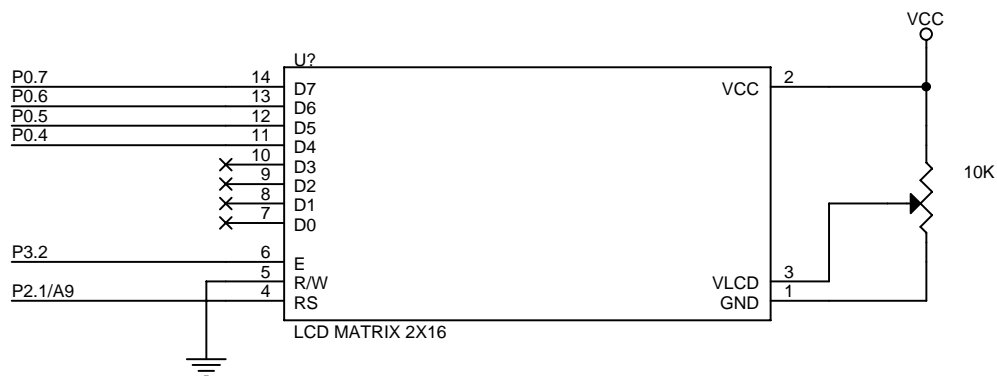 VCC
U?
P0.7 14 D7 VCC 2
P0.6 13 D6
P0.5 12 D5
P0.4 11 D4
10 D3 10K
9 D2
8 D1
7 D0
P3.2 6 E
5 R/W VLCD 3
P2.1/A9 4 RS GND 1
LCD MATRIX 2X16